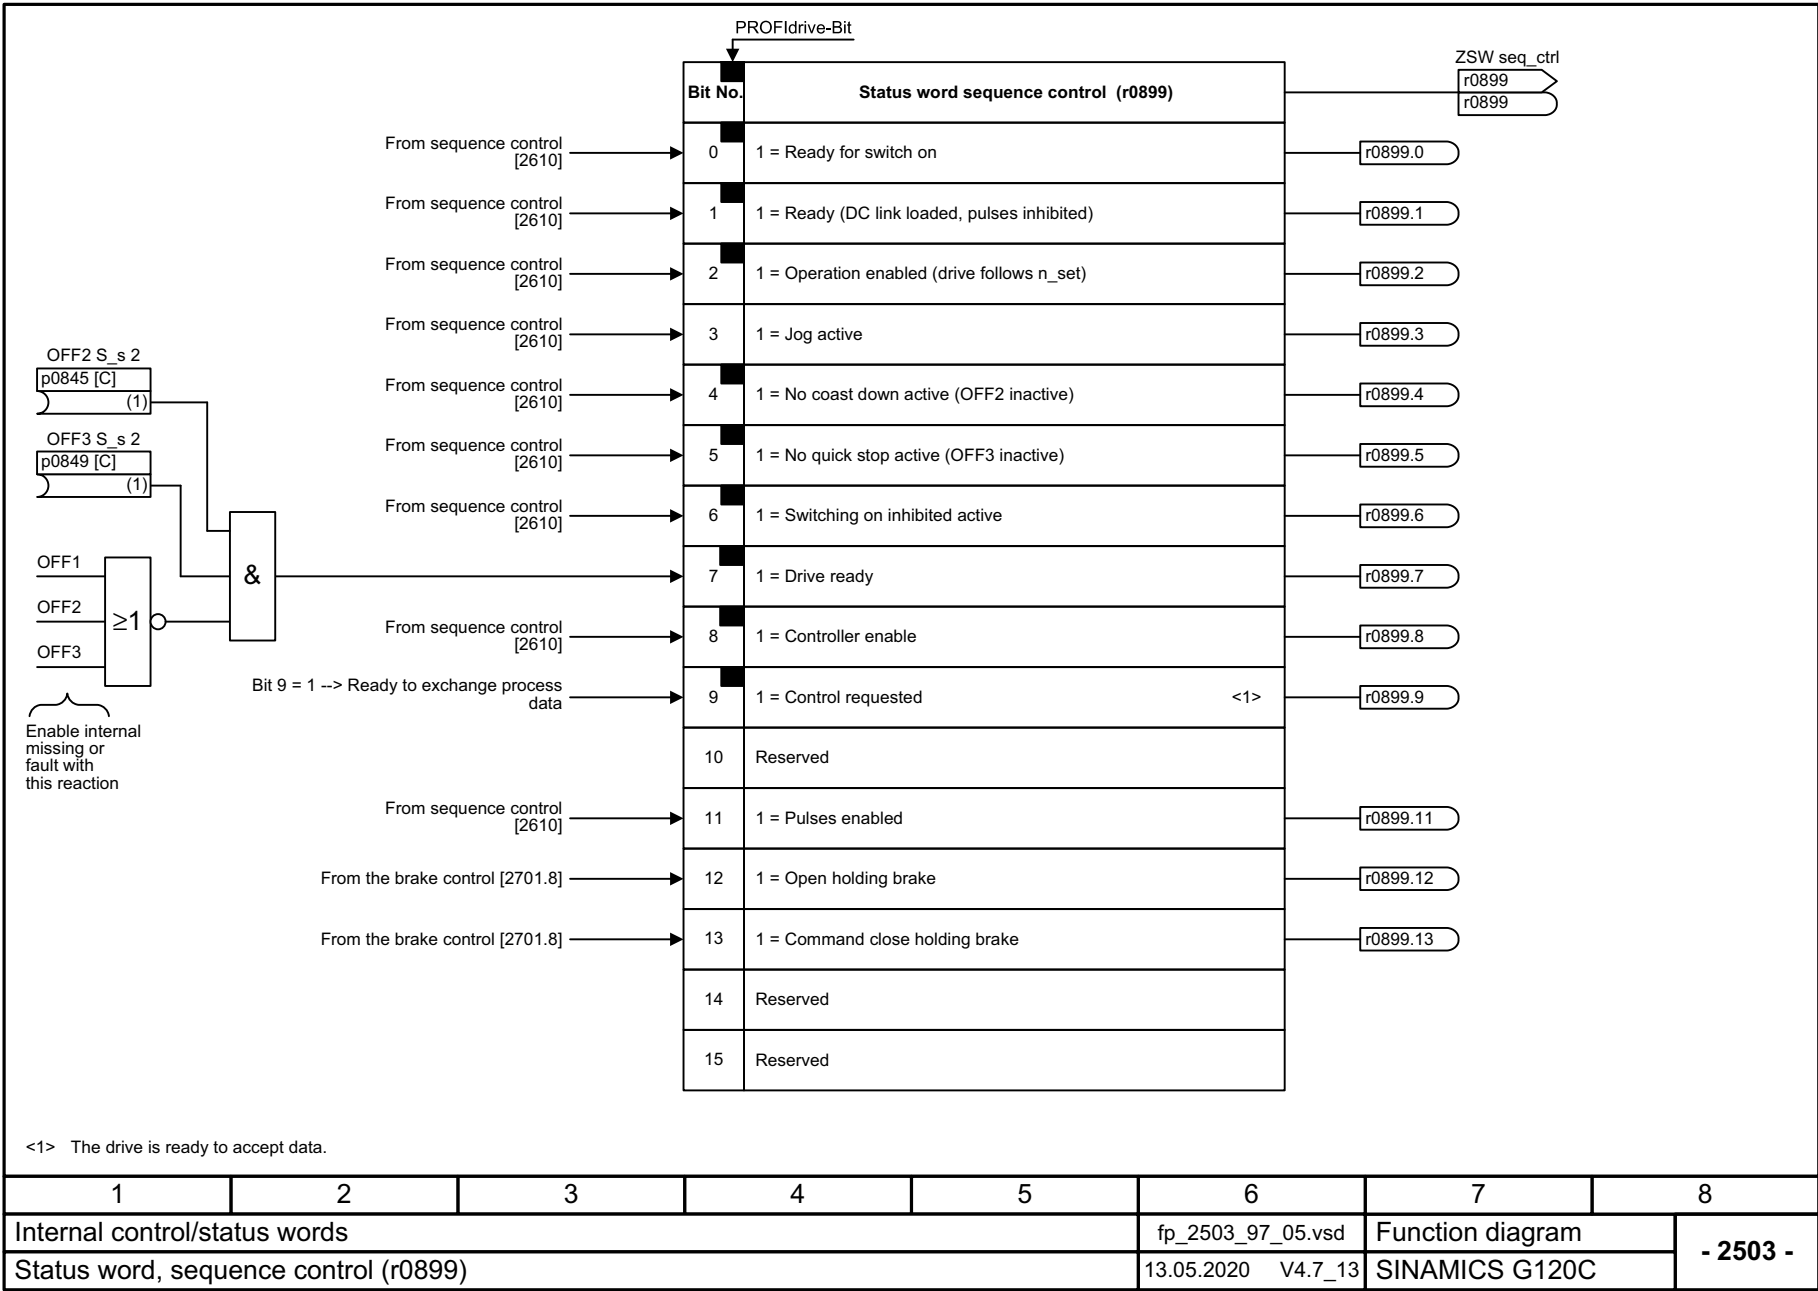 PROFIdrive-Bit
ZSW seq_ctrl
r0899
r0899
Bit No.
Status word sequence control (r0899)
From sequence control
[2610]
0
1 = Ready for switch on
r0899.0
From sequence control
[2610]
1
1 = Ready (DC link loaded, pulses inhibited)
r0899.1
From sequence control
[2610]
2
1 = Operation enabled (drive follows n_set)
r0899.2
From sequence control
[2610]
3
1 = Jog active
r0899.3
OFF2 S_s 2
p0845 [C]
(1)
From sequence control
[2610]
4
1 = No coast down active (OFF2 inactive)
r0899.4
OFF3 S_s 2
p0849 [C]
(1)
From sequence control
[2610]
5
1 = No quick stop active (OFF3 inactive)
r0899.5
From sequence control
[2610]
6
1 = Switching on inhibited active
r0899.6
OFF1
OFF2
OFF3
≥1
&
7
1 = Drive ready
r0899.7
From sequence control
[2610]
8
1 = Controller enable
r0899.8
Enable internal
missing or
fault with
this reaction
Bit 9 = 1 --> Ready to exchange process
data
9
1 = Control requested <1>
r0899.9
10
Reserved
From sequence control
[2610]
11
1 = Pulses enabled
r0899.11
From the brake control [2701.8]
12
1 = Open holding brake
r0899.12
From the brake control [2701.8]
13
1 = Command close holding brake
r0899.13
14
Reserved
15
Reserved
<1> The drive is ready to accept data.
1 2 3 4 5 6 7 8
Internal control/status words
fp_2503_97_05.vsd
Function diagram
- 2503 -
Status word, sequence control (r0899)
13.05.2020 V4.7_13
SINAMICS G120C